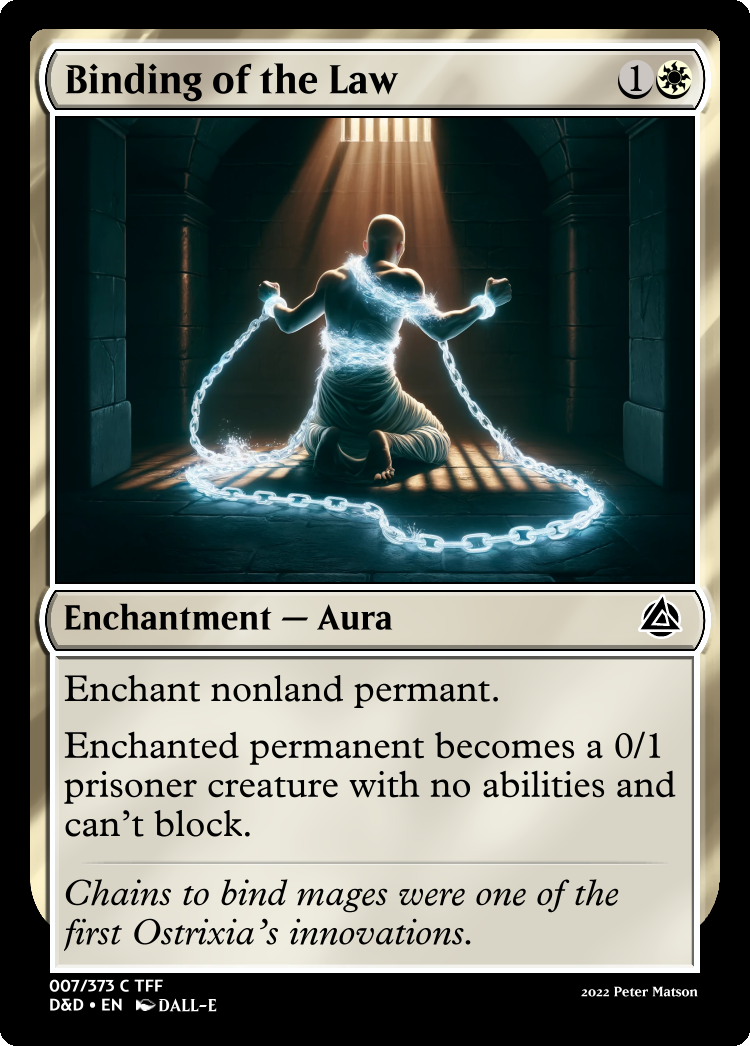 Binding of the Law 1
Enchantment — Aura
Enchant nonland permant.
Enchanted permanent becomes a 0/1
prisoner creature with no abilities and
can't block.
Chains to bind mages were one of the
first Ostrixia's innovations.
007/373 C TFF
D&D • EN DALL-E
2022 Peter Matson